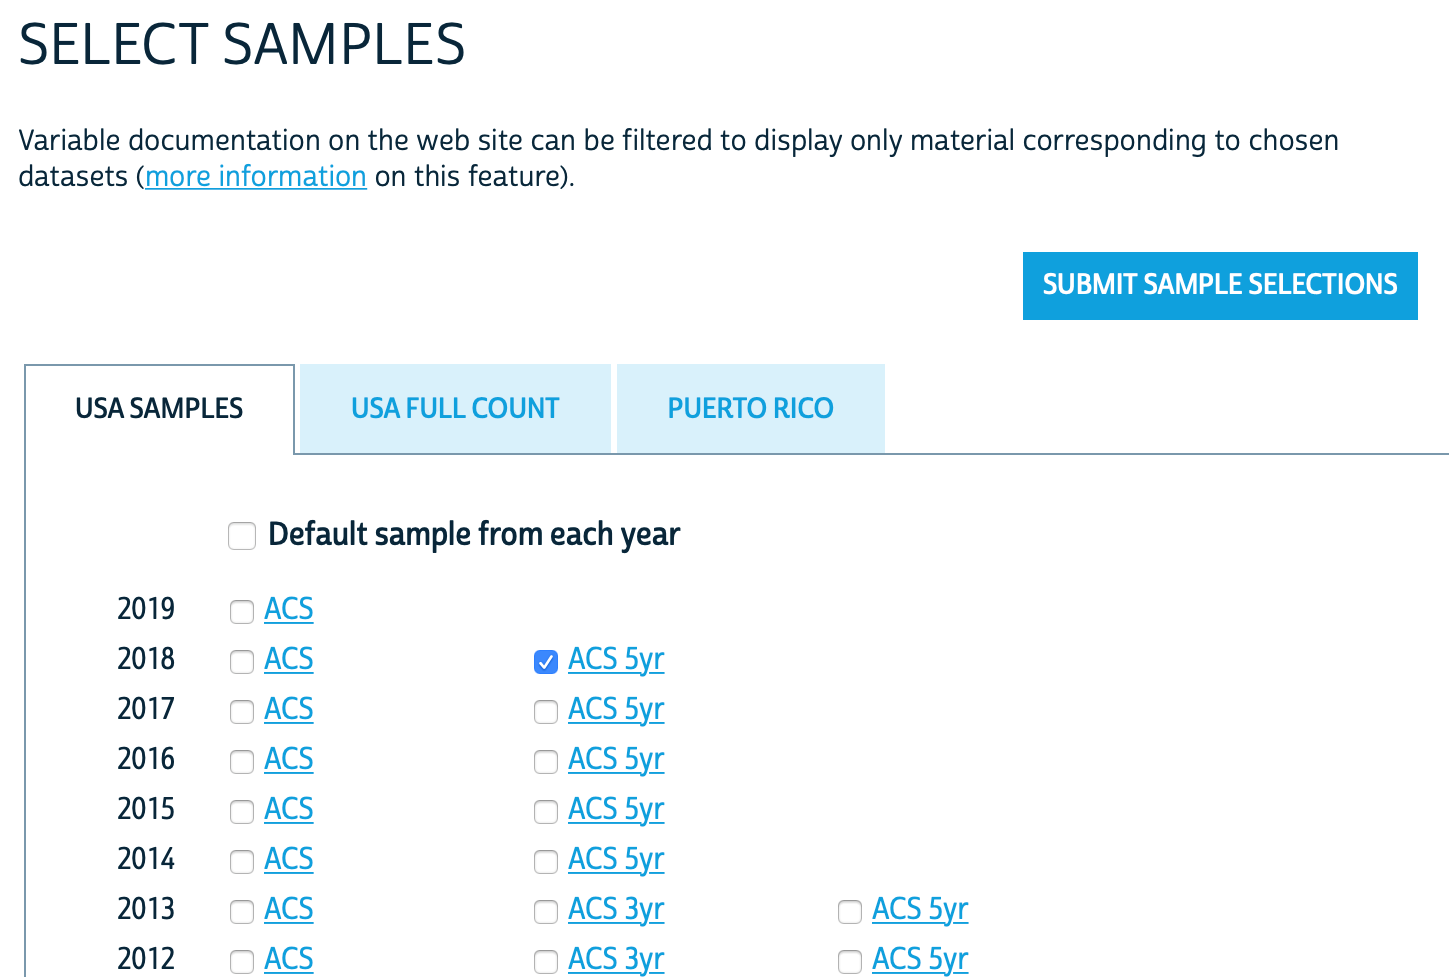 SELECT SAMPLES
Variable documentation on the web site can be filtered to display only material corresponding to chosen
datasets (more information on this feature).
SUBMIT SAMPLE SELECTIONS
USA SAMPLES USA FULL COUNT PUERTO RICO
Default sample from each year
2019 ACS
2018 ACS ACS 5yr
2017 ACS ACS 5yr
2016 ACS ACS 5yr
2015 ACS ACS 5yr
2014 ACS ACS 5yr
2013 ACS ACS 3yr ACS 5yr
2012 ACS ACS 3yr ACS 5yr